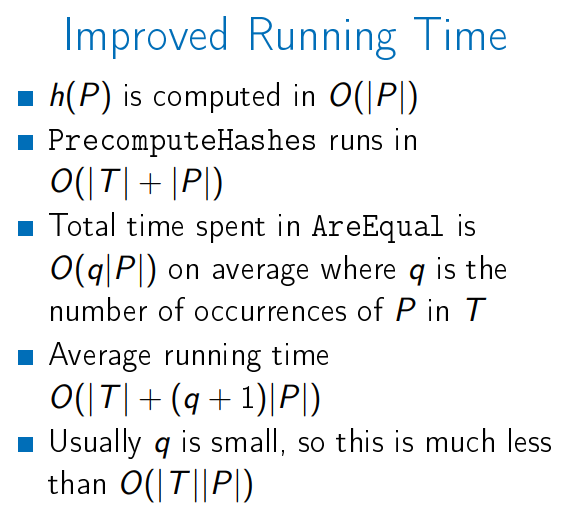 Improved Running Time
■ h(P) is computed in O(|P|)
■ PrecomputeHashes runs in
O(|T| + |P|)
■ Total time spent in AreEqual is
O(q|P|) on average where q is the
number of occurrences of P in T
■ Average running time
O(|T| + (q + 1)|P|)
■ Usually q is small, so this is much less
than O(|T||P|)